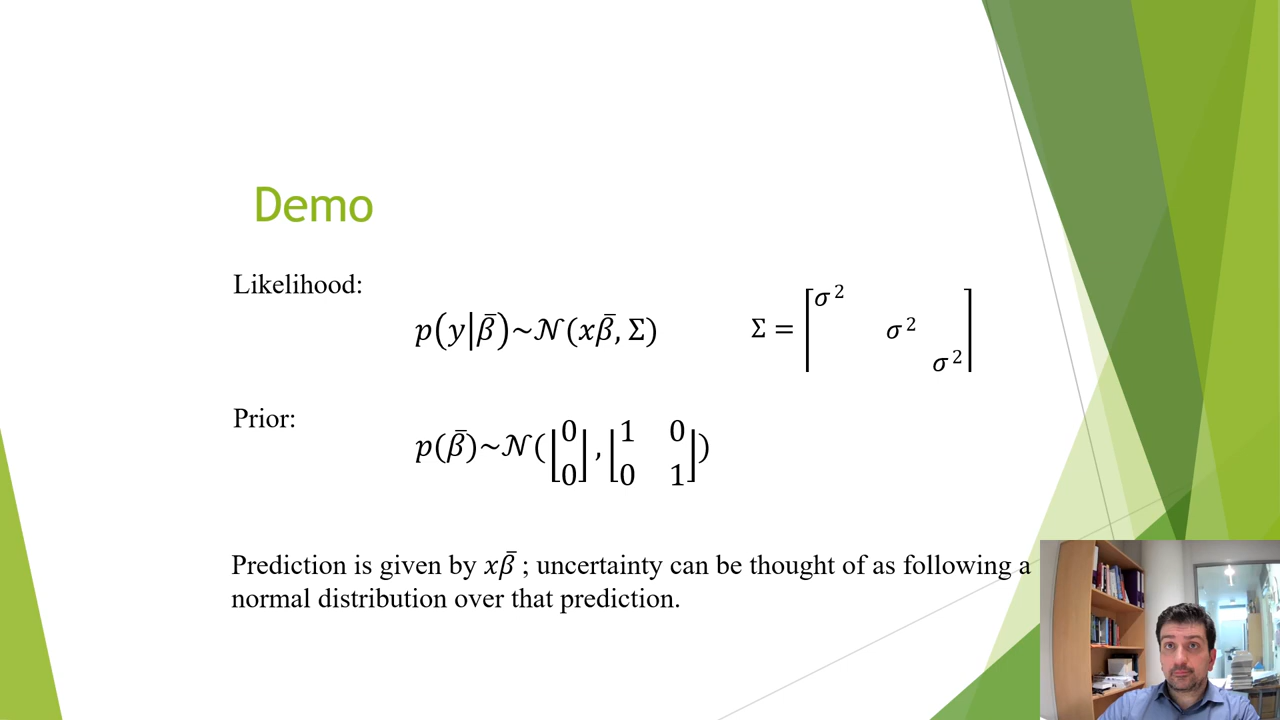 Demo
Likelihood:
p(y|β̄)~𝒩(xβ̄, Σ)
Σ = [σ² σ² σ²]
Prior:
p(β̄)~𝒩([0 0], [1 0 0 1])
Prediction is given by xβ̄ ; uncertainty can be thought of as following a
normal distribution over that prediction.